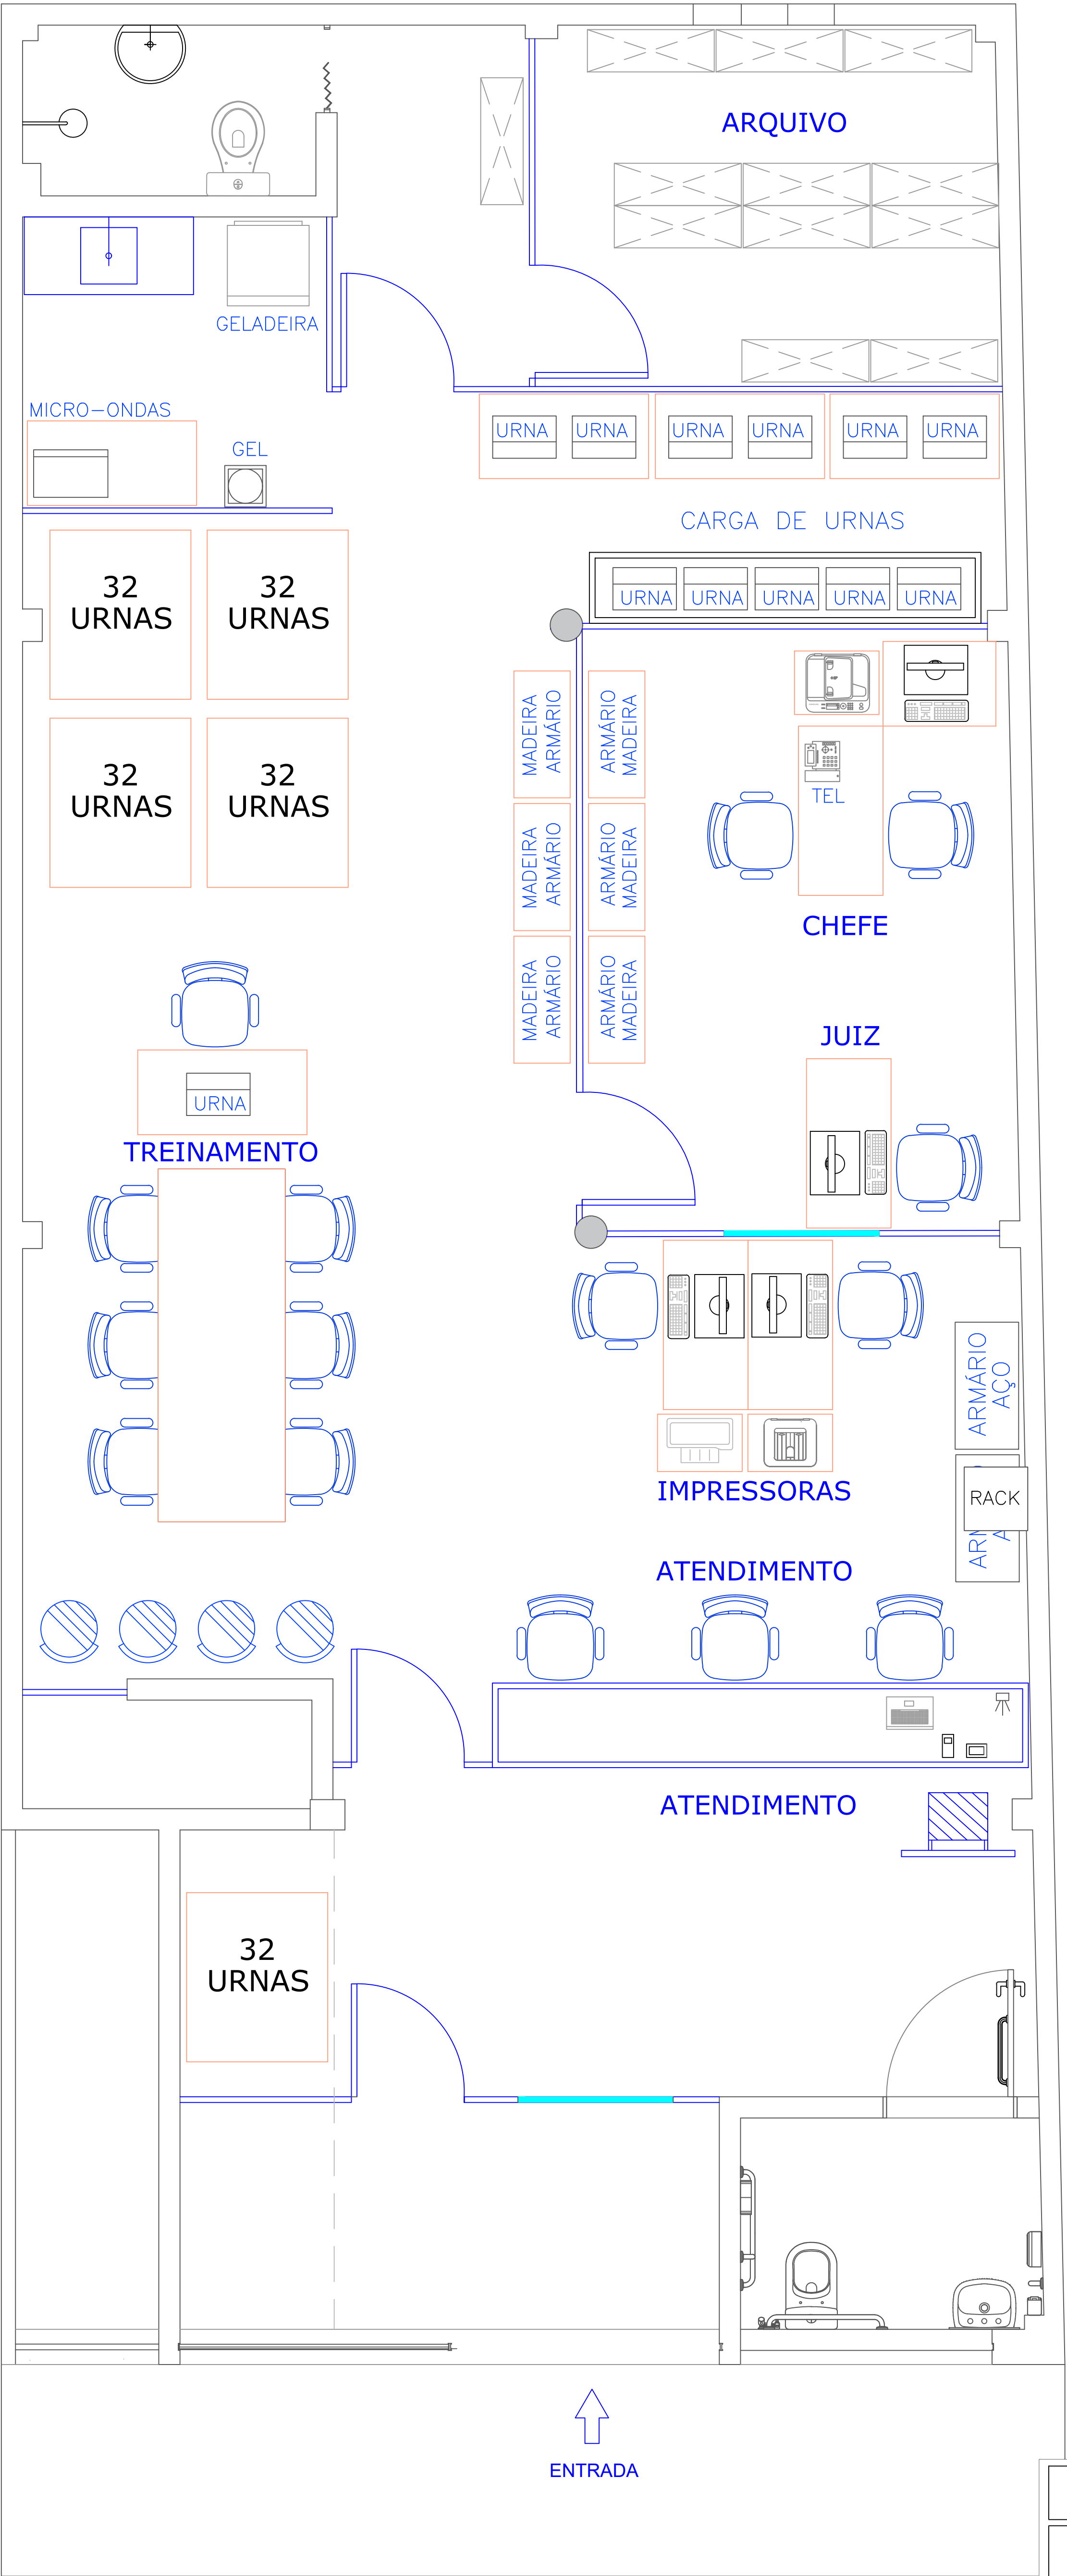 ARQUIVO
GELADEIRA
MICRO-ONDAS
GEL
URNA
URNA
URNA
URNA
URNA
URNA
CARGA DE URNAS
URNA
URNA
URNA
URNA
URNA
32
URNAS
32
URNAS
32
URNAS
32
URNAS
MADEIRA
ARMÁRIO
ARMÁRIO
MADEIRA
MADEIRA
ARMÁRIO
ARMÁRIO
MADEIRA
MADEIRA
ARMÁRIO
ARMÁRIO
MADEIRA
TEL
CHEFE
JUIZ
URNA
TREINAMENTO
ARMÁRIO
AÇO
RACK
IMPRESSORAS
ATENDIMENTO
ATENDIMENTO
32
URNAS
ENTRADA